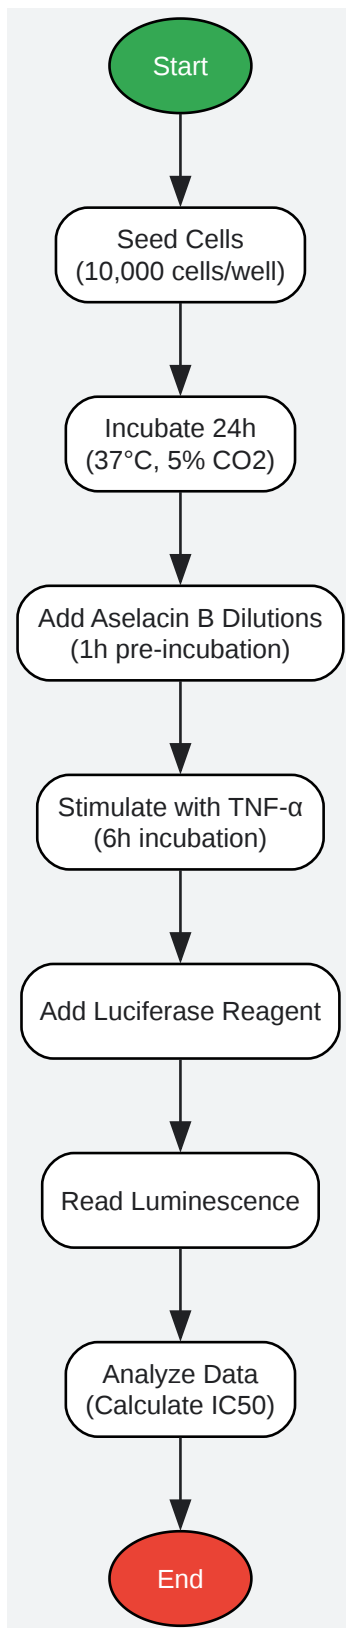 Start
Seed Cells
(10,000 cells/well)
Incubate 24h
(37°C, 5% CO2)
Add Aselacin B Dilutions
(1h pre-incubation)
Stimulate with TNF-α
(6h incubation)
Add Luciferase Reagent
Read Luminescence
Analyze Data
(Calculate IC50)
End